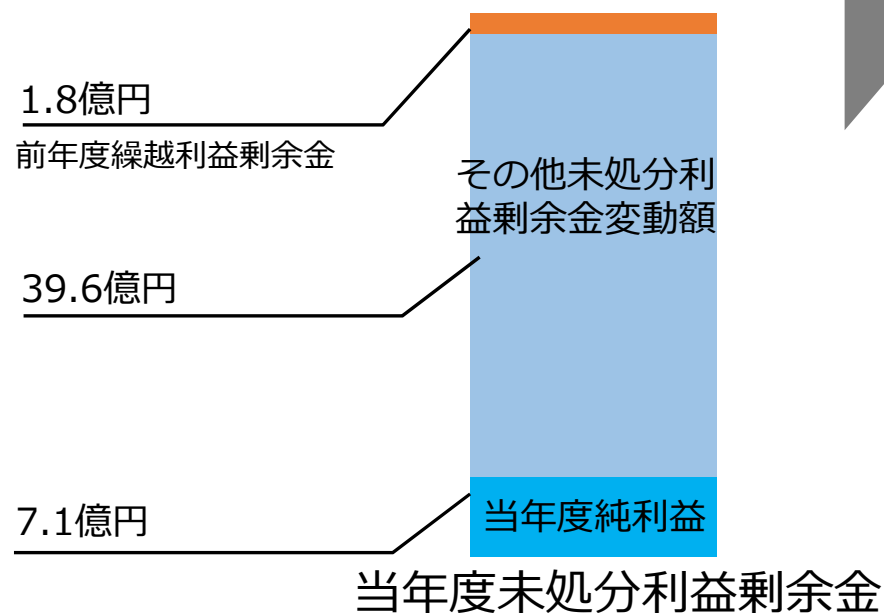 1.8億円
前年度繰越利益剰余金
その他未処分利
益剰余金変動額
39.6億円
7.1億円
当年度純利益
当年度未処分利益剰余金